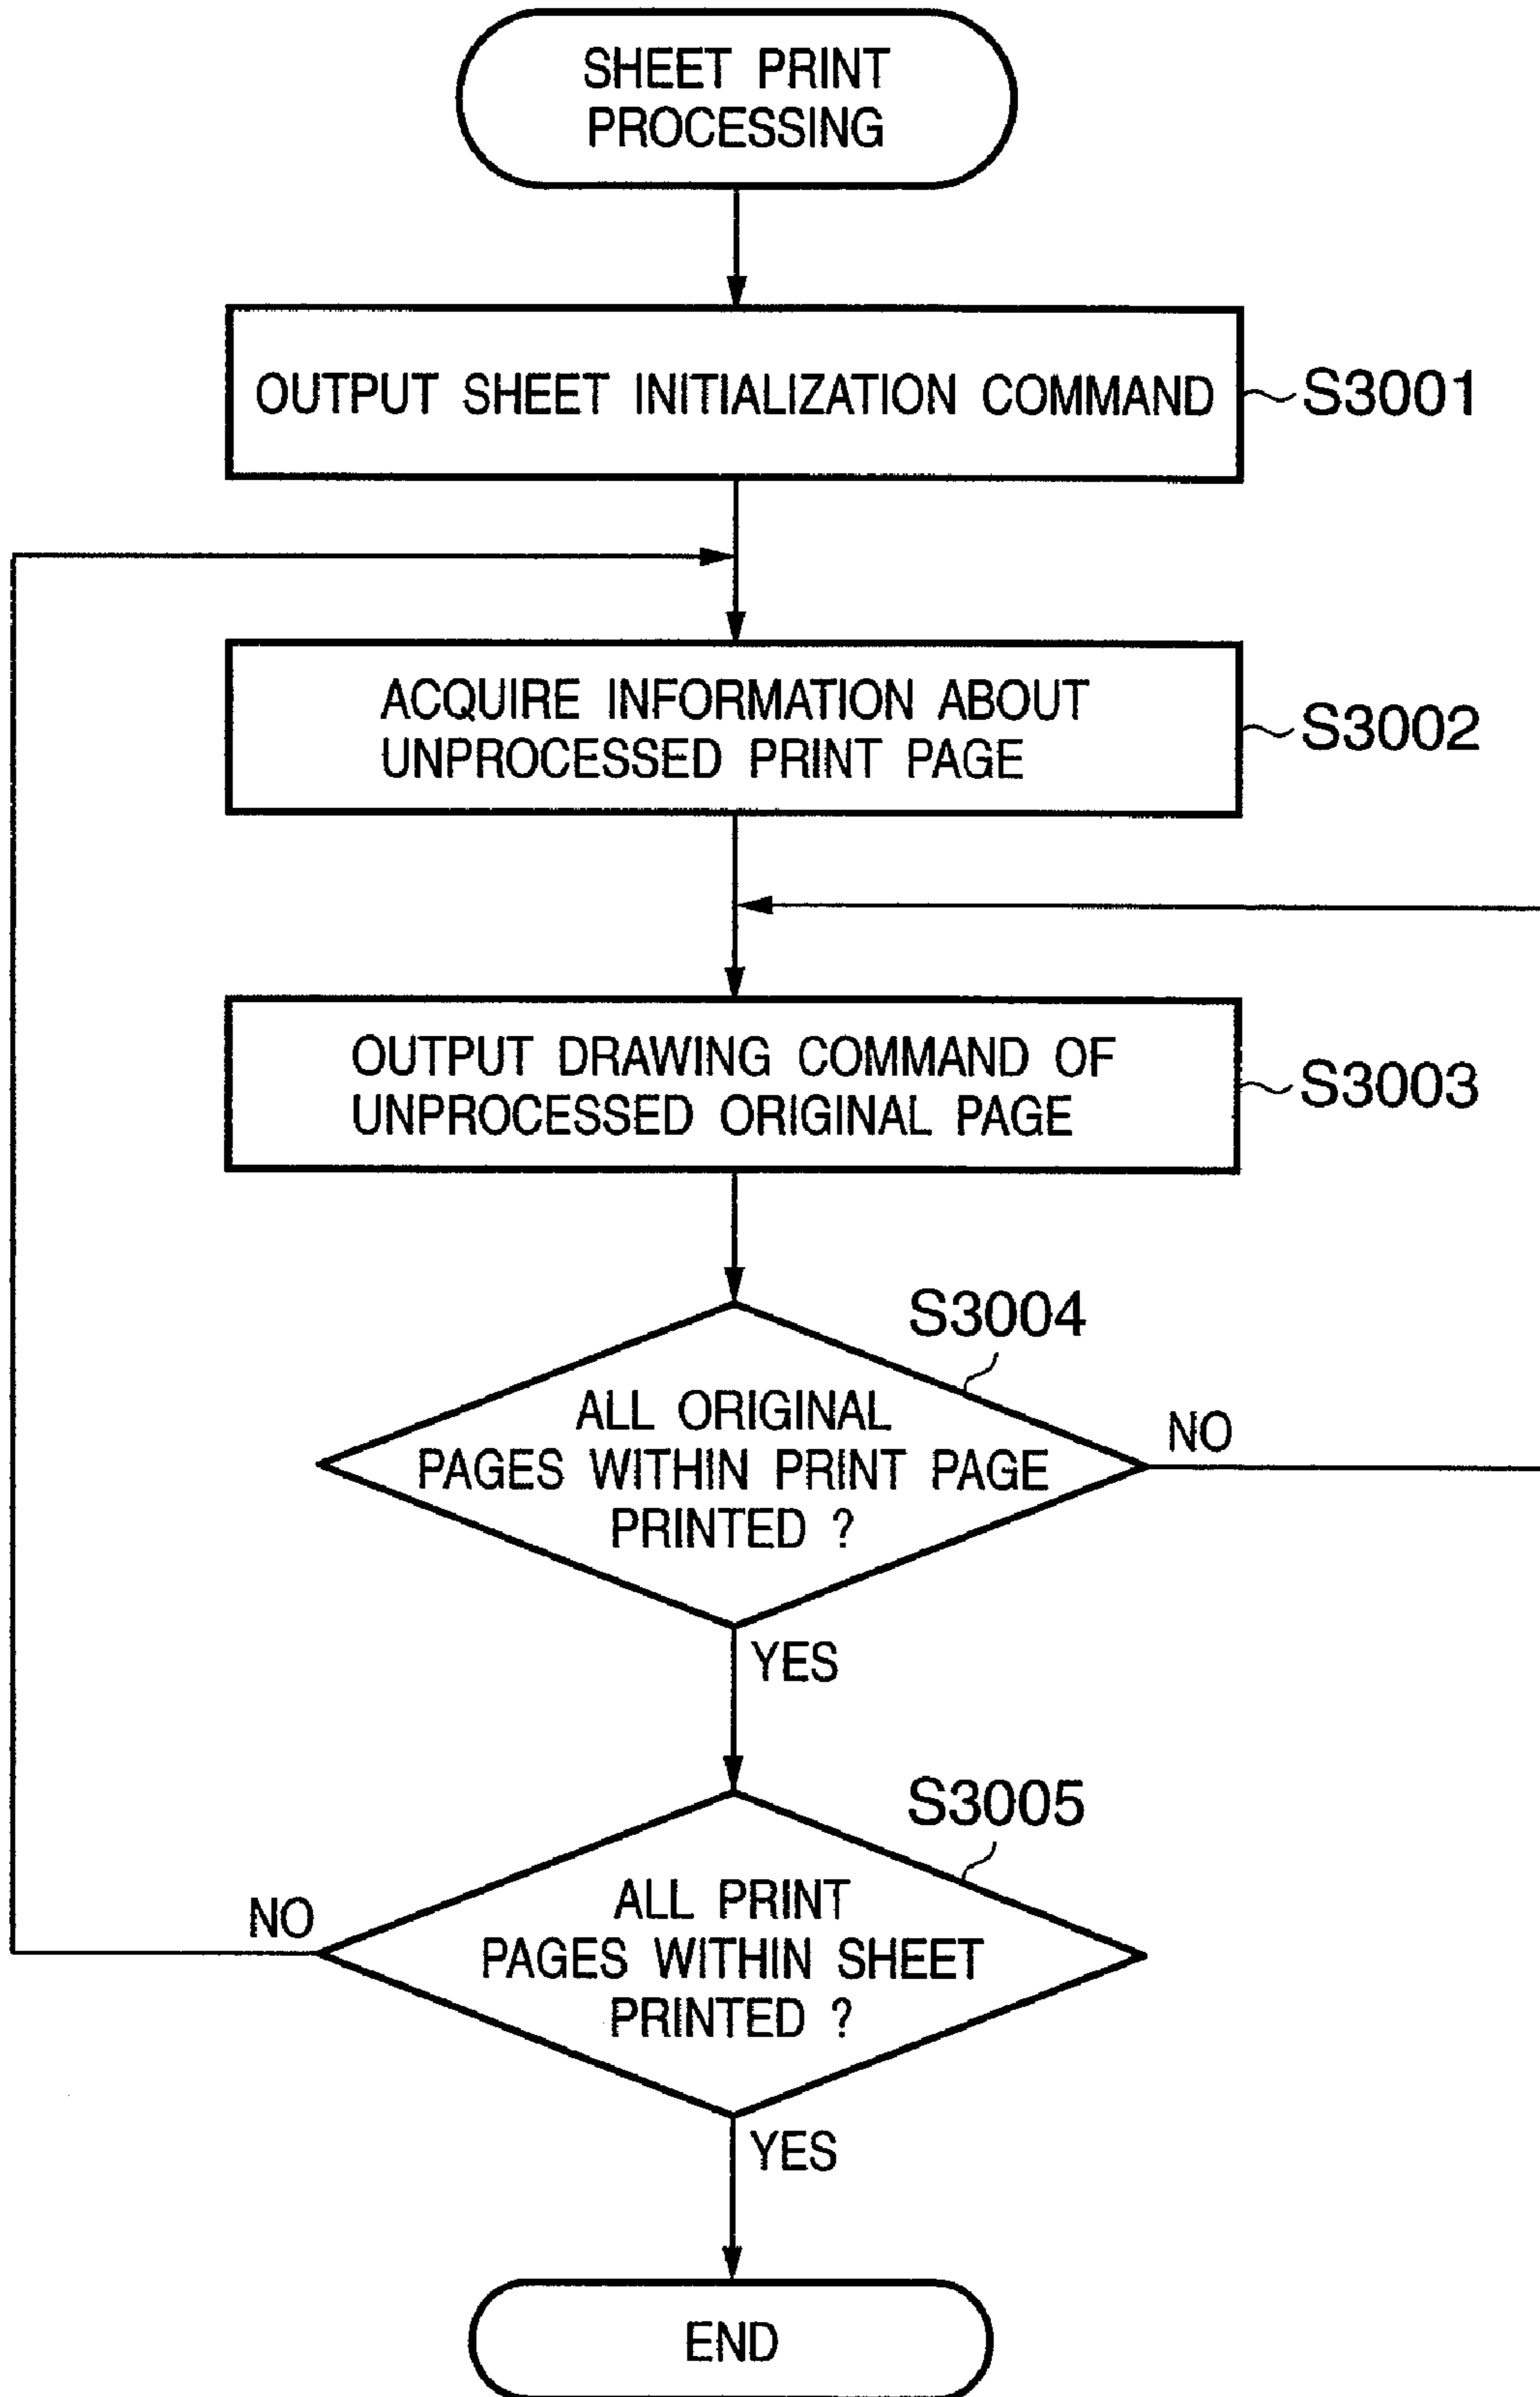 SHEET PRINT
PROCESSING
OUTPUT SHEET INITIALIZATION COMMAND
S3001
ACQUIRE INFORMATION ABOUT
UNPROCESSED PRINT PAGE
S3002
OUTPUT DRAWING COMMAND OF
UNPROCESSED ORIGINAL PAGE
S3003
S3004
ALL ORIGINAL
PAGES WITHIN PRINT PAGE
PRINTED ?
NO
YES
S3005
ALL PRINT
PAGES WITHIN SHEET
PRINTED ?
NO
YES
END